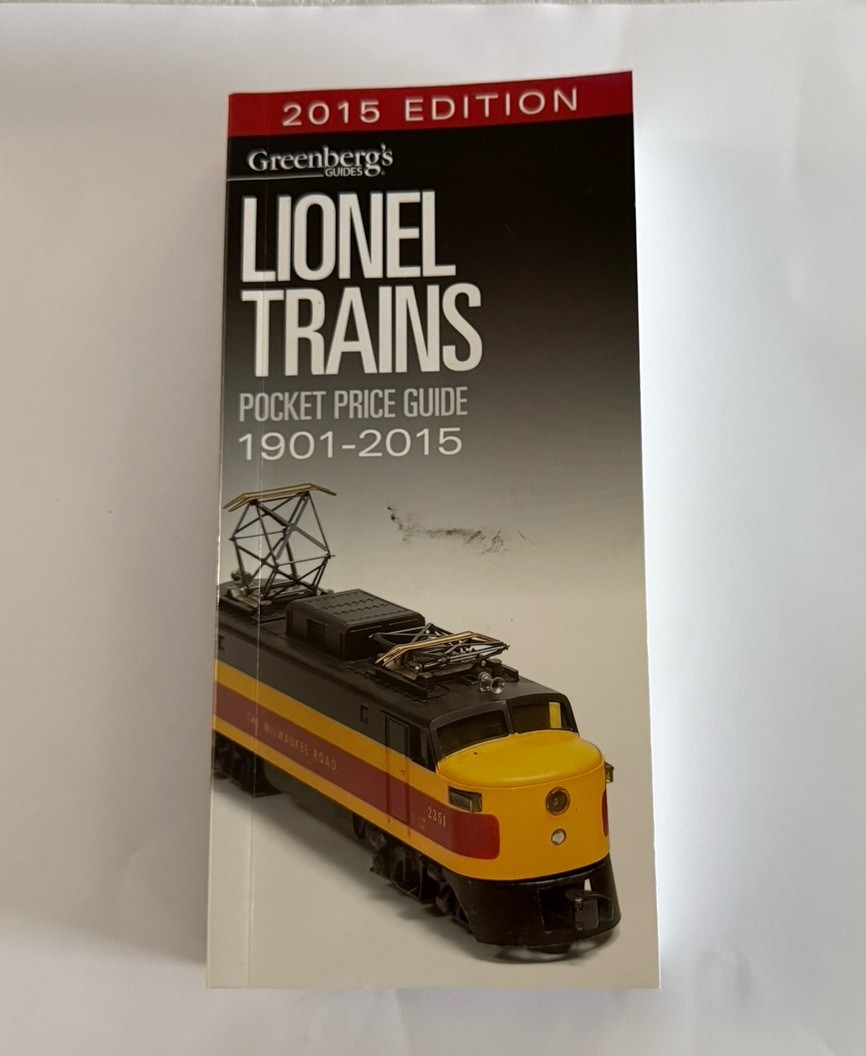 2015 EDITION
Greenberg's
GUIDES®
LIONEL
TRAINS
POCKET PRICE GUIDE
1901-2015
THE MILWAUKEE ROAD
2351